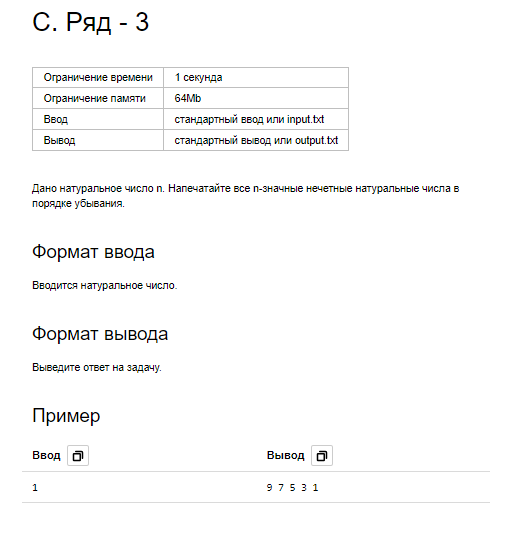 C. Ряд - 3
Ограничение времени 1 секунда
Ограничение памяти 64Mb
Ввод стандартный ввод или input.txt
Вывод стандартный вывод или output.txt
Дано натуральное число n. Напечатайте все n-значные нечетные натуральные числа в
порядке убывания.
Формат ввода
Вводится натуральное число.
Формат вывода
Выведите ответ на задачу.
Пример
Ввод Вывод
1 9 7 5 3 1